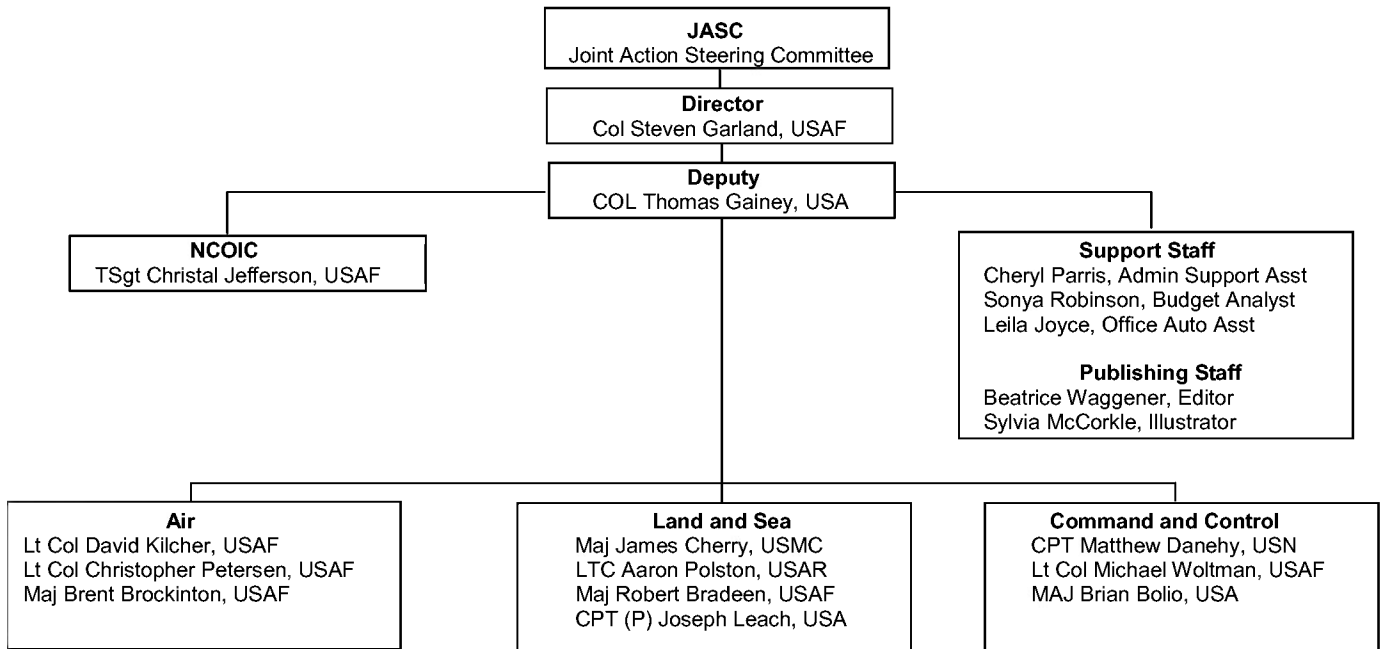 JASC
Joint Action Steering Committee
Director
Col Steven Garland, USAF
Deputy
COL Thomas Gainey, USA
NCOIC
TSgt Christal Jefferson, USAF
Support Staff
Cheryl Parris, Admin Support Asst
Sonya Robinson, Budget Analyst
Leila Joyce, Office Auto Asst
Publishing Staff
Beatrice Waggener, Editor
Sylvia McCorkle, Illustrator
Air
Lt Col David Kilcher, USAF
Lt Col Christopher Petersen, USAF
Maj Brent Brockinton, USAF
Land and Sea
Maj James Cherry, USMC
LTC Aaron Polston, USAR
Maj Robert Bradeen, USAF
CPT (P) Joseph Leach, USA
Command and Control
CPT Matthew Danehy, USN
Lt Col Michael Woltman, USAF
MAJ Brian Bolio, USA